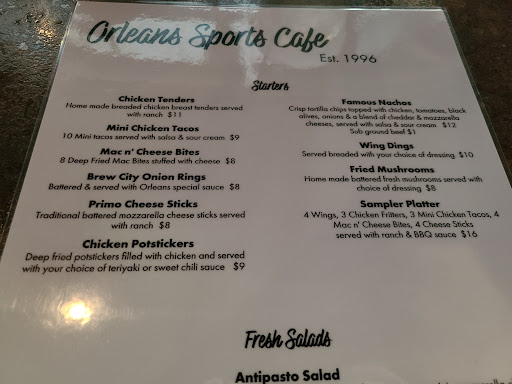 Orleans Sports Cafe
Est. 1996
Starters
Chicken Tenders
Home made breaded chicken breast tenders served
with ranch $11
Mini Chicken Tacos
10 Mini tacos served with salsa & sour cream $9
Mac n' Cheese Bites
8 Deep Fried Mac Bites stuffed with cheese $8
Brew City Onion Rings
Battered & served with Orleans special sauce $8
Primo Cheese Sticks
Traditional battered mozzarella cheese sticks served
with ranch $8
Chicken Potstickers
Deep fried potstickers filled with chicken and served
with your choice of teriyaki or sweet chili sauce $9
Famous Nachos
Crisp tortilla chips topped with chicken, tomatoes, black
alives, onions & a blend of cheddar & mozzarella
cheeses, served with salsa & sour cream $12
Sub ground beef $1
Wing Dings
Served breaded with your choice of dressing $10
Fried Mushrooms
Home made battered fresh mushrooms served with
choice of dressing $8
Sampler Platter
4 Wings, 3 Chicken Fritters, 3 Mini Chicken Tacos, 4
Mac n' Cheese Bites, 4 Cheese Sticks
served with ranch & BBQ sauce $16
Fresh Salads
Antipasto Salad